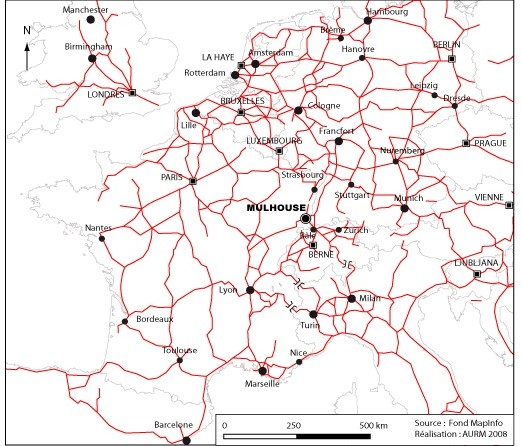 Manchester
Hambourg
N
Brème
Birmingham
Hanovre
BERLIN
LA HAYE
Amsterdam
Rotterdam
Leipzig
LONDRES
BRUXELLES
Dresde
Cologne
Lille
Francfort
LUXEMBOURG
PRAGUE
Nuremberg
PARIS
Strasbourg
Stuttgart
Munich
VIENNE
MULHOUSE
Nantes
Bâle
Zürich
BERNE
LJUBLJANA
Lyon
Milan
Bordeaux
Turin
Toulouse
Nice
Marseille
Barcelone
0 250 500 km
Source : Fond MapInfo
Réalisation : AURM 2008